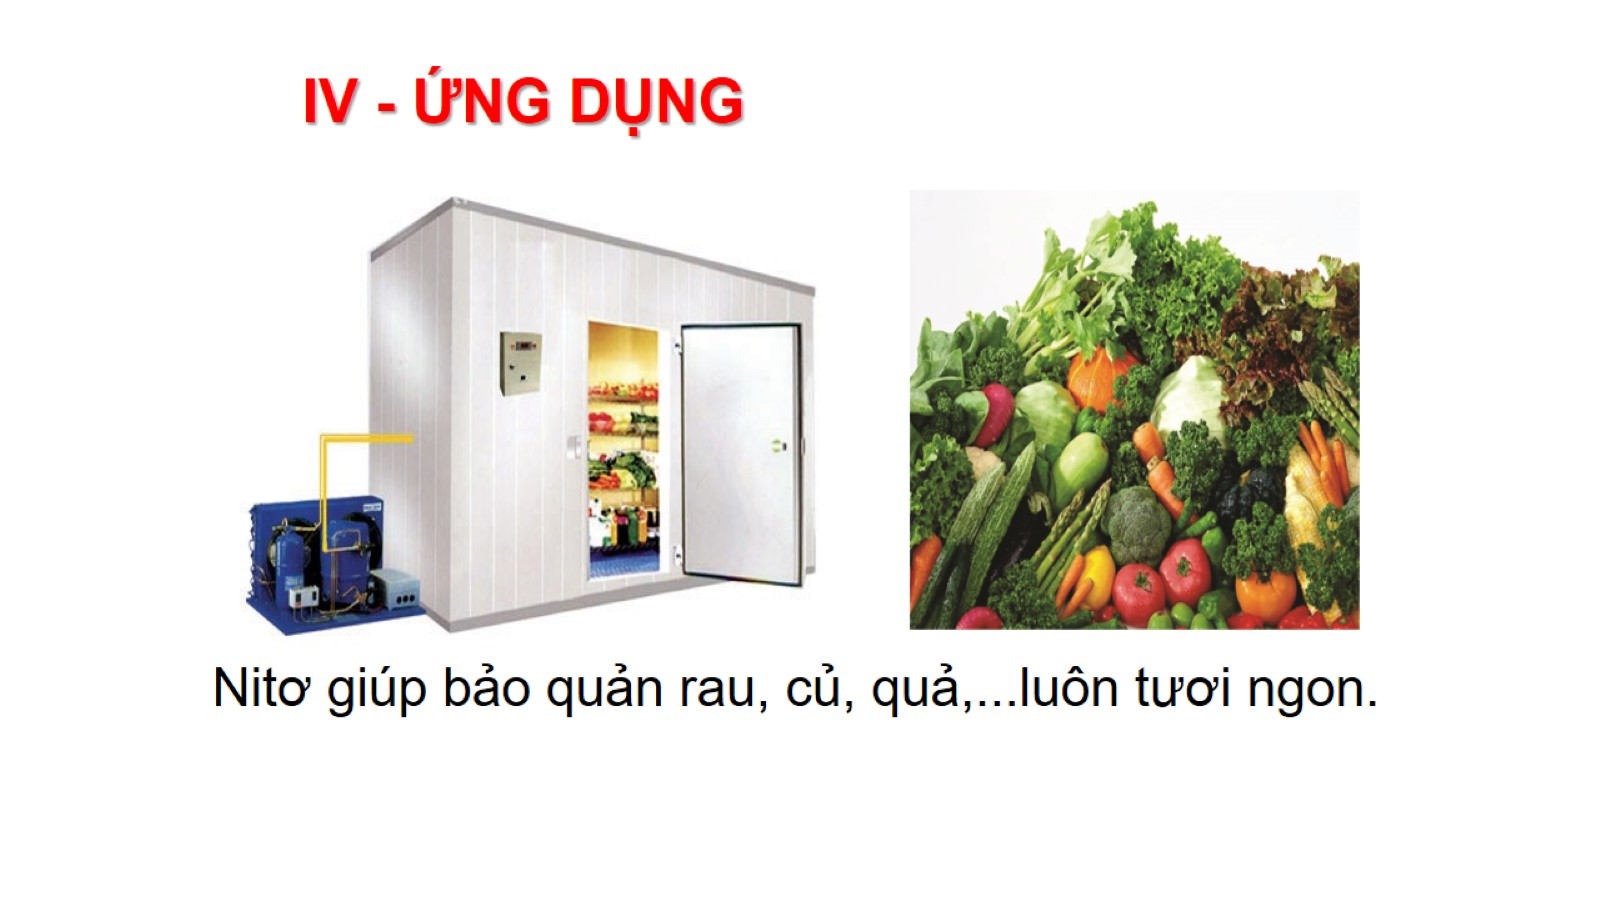 IV - ỨNG DỤNG
Nitơ giúp bảo quản rau, củ, quả,...luôn tươi ngon.